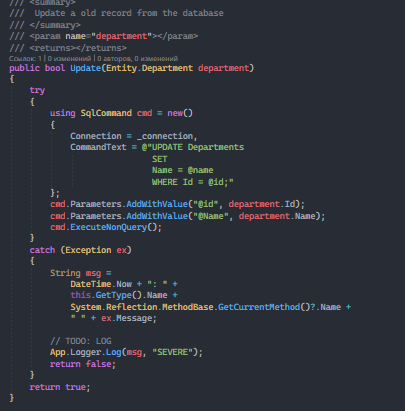 /// <summary>
///  Update a old record from the database
/// </summary>
/// <param name="department"></param>
/// <returns></returns>
Ссылок: 1 | 0 изменений | 0 авторов, 0 изменений
public bool Update(Entity.Department department)
{
    try
    {
        using SqlCommand cmd = new()
        {
            Connection = _connection,
            CommandText = @"UPDATE Departments
                            SET
                            Name = @name
                            WHERE Id = @id;"
        };
        cmd.Parameters.AddWithValue("@id", department.Id);
        cmd.Parameters.AddWithValue("@Name", department.Name);
        cmd.ExecuteNonQuery();
    }
    catch (Exception ex)
    {
        String msg =
            DateTime.Now + ": " +
            this.GetType().Name +
            System.Reflection.MethodBase.GetCurrentMethod()?.Name +
            " " + ex.Message;

        // TODO: LOG
        App.Logger.Log(msg, "SEVERE");
        return false;
    }
    return true;
}